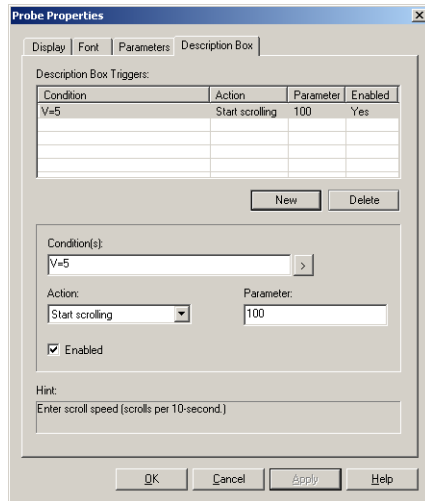 Probe Properties
Display Font Parameters Description Box
Description Box Triggers:
Condition Action Parameter Enabled
V=5 Start scrolling 100 Yes
New Delete
Condition(s):
V=5 >
Action: Parameter:
Start scrolling 100
Enabled
Hint:
Enter scroll speed (scrolls per 10-second.)
OK Cancel Apply Help